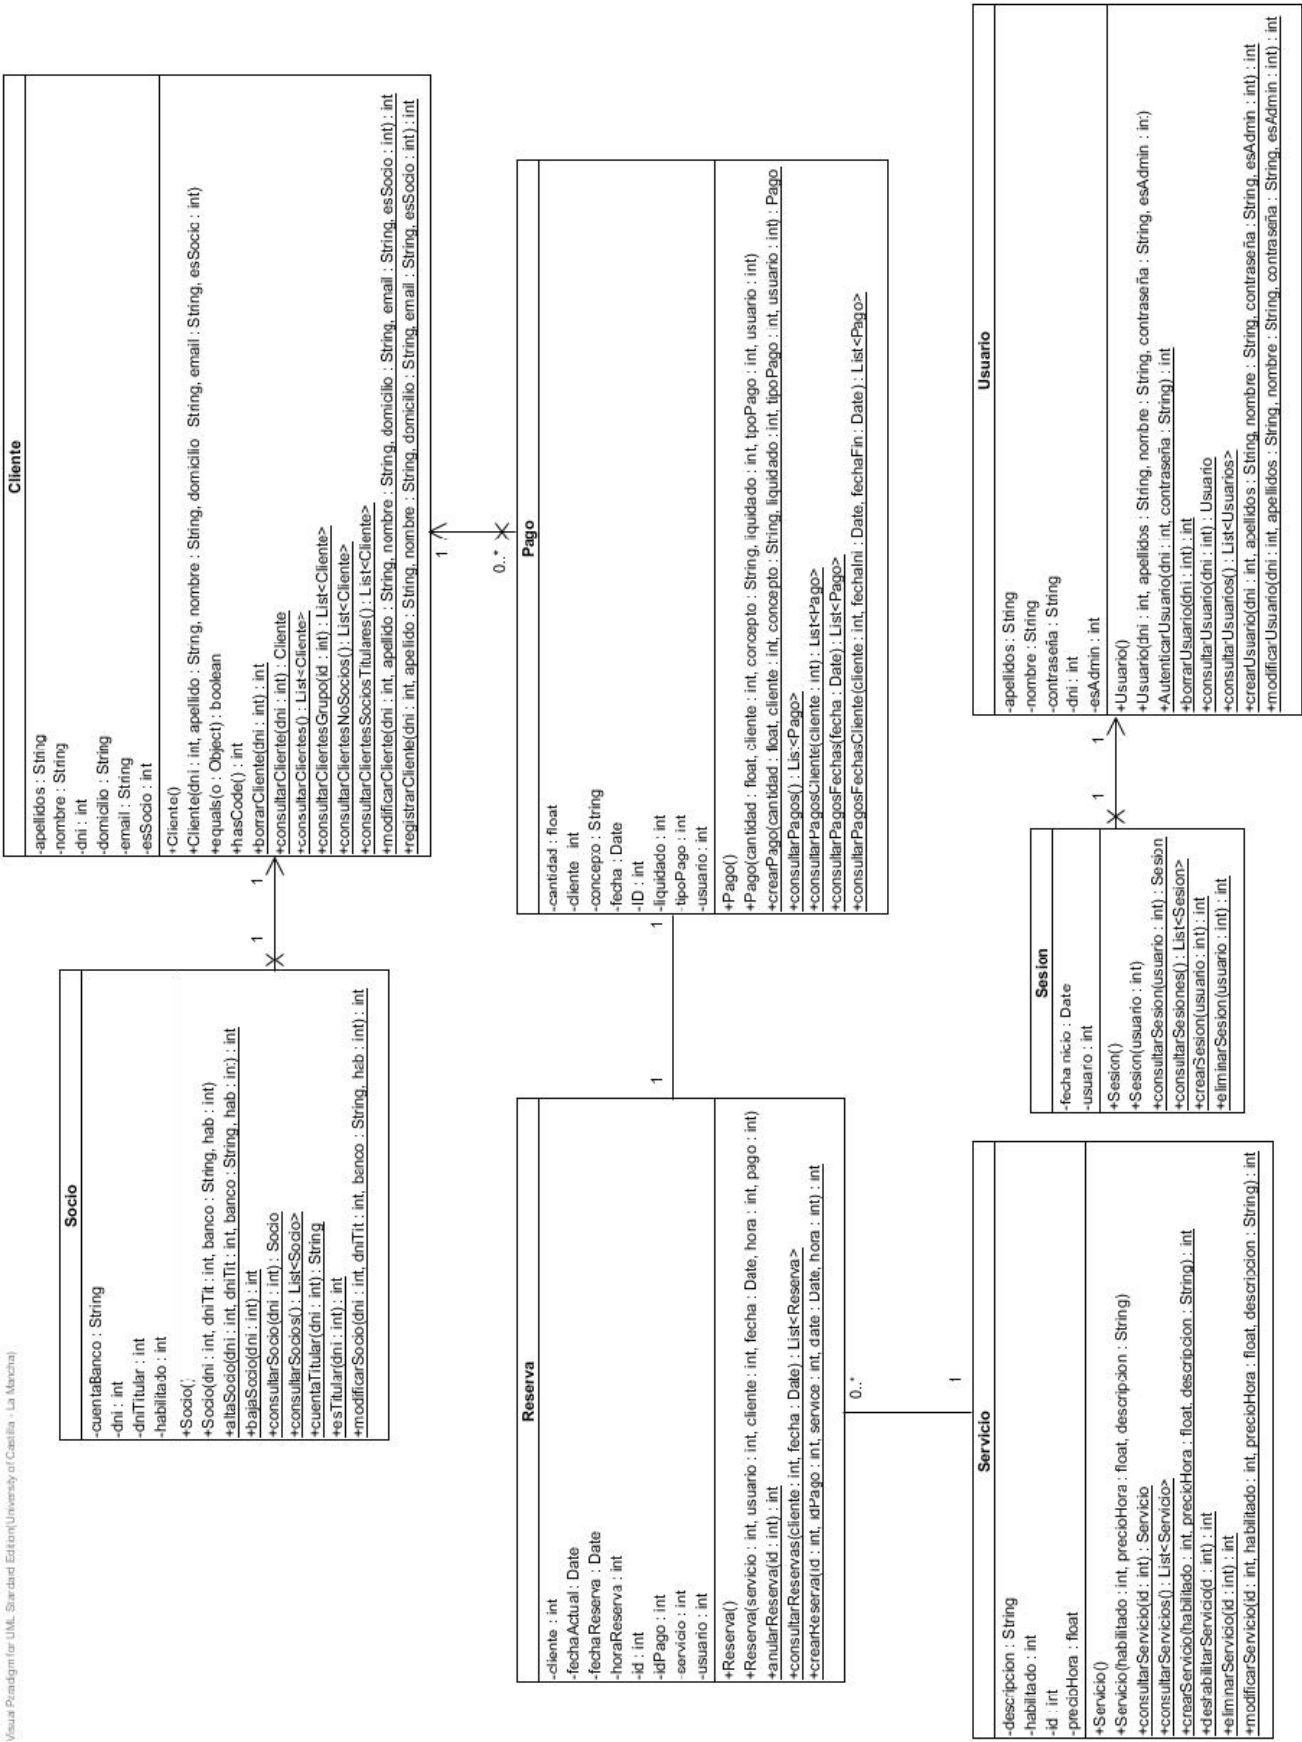 Visual Paradigm for UML Standard Edition(University of Castilla - La Mancha)
Socio
-cuentaBanco : String
-dni : int
-dniTitular : int
-habilitado : int
+Socio()
+Socio(dni : int, dniTit : int, banco : String, hab : int)
+altaSocio(dni : int, dniTit : int, banco : String, hab : int) : int
+bajaSocio(dni : int) : int
+consultarSocio(dni : int) : Socio
+consultarSocios() : List<Socio>
+cuentaTitular(dni : int) : String
+esTitular(dni : int) : int
+modificarSocio(dni : int, dniTit : int, banco : String, hab : int) : int
1
1
Cliente
-apellidos : String
-nombre : String
-dni : int
-domicilio : String
-email : String
-esSocio : int
+Cliente()
+Cliente(dni : int, apellido : String, nombre : String, domicilio String, email : String, esSocio : int)
+equals(o : Object) : boolean
+hasCode() : int
+borrarCliente(dni : int) : int
+consultarCliente(dni : int) : Cliente
+consultarClientes() : List<Cliente>
+consultarClientesGrupo(id : int) : List<Cliente>
+consultarClientesNoSocios() : List<Cliente>
+consultarClientesSociosTitulares() : List<Cliente>
+modificarCliente(dni : int, apellido : String, nombre : String, domicilio : String, email : String, esSocio : int) : int
+registrarCliente(dni : int, apellido : String, nombre : String, domicilio : String, email : String, esSocio : int) : int
1
0..*
Reserva
-cliente : int
-fechaActual : Date
-fechaReserva : Date
-horaReserva : int
-id : int
-idPago : int
-servicio : int
-usuario : int
+Reserva()
+Reserva(servicio : int, usuario : int, cliente : int, fecha : Date, hora : int, pago : int)
+anularReserva(id : int) : int
+consultarReservas(cliente : int, fecha : Date) : List<Reserva>
+crearReserva(id : int, idPago : int, service : int, date : Date, hora : int) : int
1
1
Pago
-cantidad : float
-cliente int
-concepto : String
-fecha : Date
-ID : int
-liquidado : int
-tipoPago : int
-usuario : int
+Pago()
+Pago(cantidad : float, cliente : int, concepto : String, liquidado : int, tipoPago : int, usuario : int)
+crearPago(cantidad : float, cliente : int, concepto : String, liquidado : int, tipoPago : int, usuario : int) : Pago
+consultarPagos() : List<Pago>
+consultarPagosCliente(cliente : int) : List<Pago>
+consultarPagosFechas(fecha : Date) : List<Pago>
+consultarPagosFechasCliente(cliente : int, fechaIni : Date, fechaFin : Date) : List<Pago>
0..*
1
Servicio
-descripcion : String
-habilitado : int
-id : int
-precioHora : float
+Servicio()
+Servicio(habilitado : int, precioHora : float, descripcion : String)
+consultarServicio(id : int) : Servicio
+consultarServicios() : List<Servicio>
+crearServicio(habilitado : int, precioHora : float, descripcion : String) : int
+deshabilitarServicio(id : int) : int
+eliminarServicio(id : int) : int
+modificarServicio(id : int, habilitado : int, precioHora : float, descripcion : String) : int
Sesion
-fecha nicio : Date
-usuario : int
+Sesion()
+Sesion(usuario : int)
+consultarSesion(usuario : int) : Sesion
+consultarSesiones() : List<Sesion>
+crearSesion(usuario : int) : int
+eliminarSesion(usuario : int) : int
1
1
Usuario
-apellidos : String
-nombre : String
-contraseña : String
-dni : int
-esAdmin : int
+Usuario()
+Usuario(dni : int, apellidos : String, nombre : String, contraseña : String, esAdmin : int)
+AutenticarUsuario(dni : int, contraseña : String) : int
+borrarUsuario(dni : int) : int
+consultarUsuario(dni : int) : Usuario
+consultarUsuarios() : List<Usuarios>
+crearUsuario(dni : int, apellidos : String, nombre : String, contraseña : String, esAdmin : int) : int
+modificarUsuario(dni : int, apellidos : String, nombre : String, contraseña : String, esAdmin : int) : int